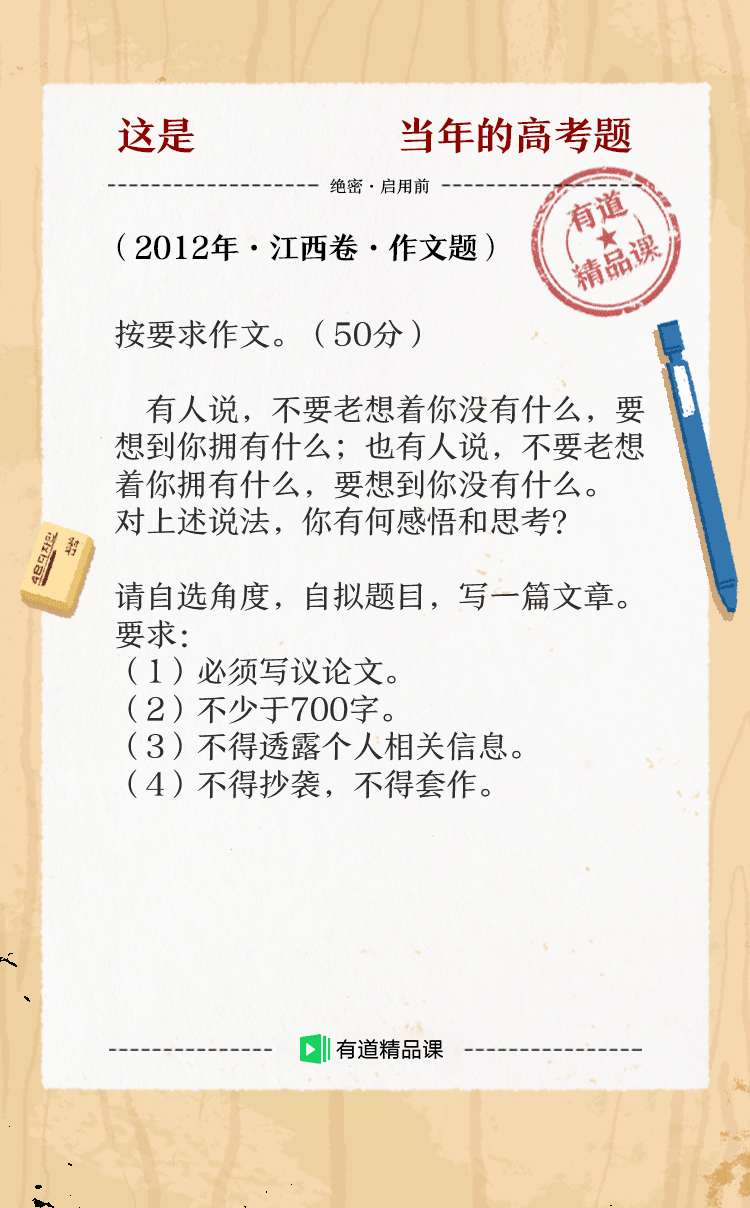 这是 当年的高考题
绝密·启用前
有道
精品课
（2012年·江西卷·作文题）
按要求作文。（50分）
有人说，不要老想着你没有什么，要
想到你拥有什么；也有人说，不要老想
着你拥有什么，要想到你没有什么。
对上述说法，你有何感悟和思考？
请自选角度，自拟题目，写一篇文章。
要求：
（1）必须写议论文。
（2）不少于700字。
（3）不得透露个人相关信息。
（4）不得抄袭，不得套作。
有道精品课